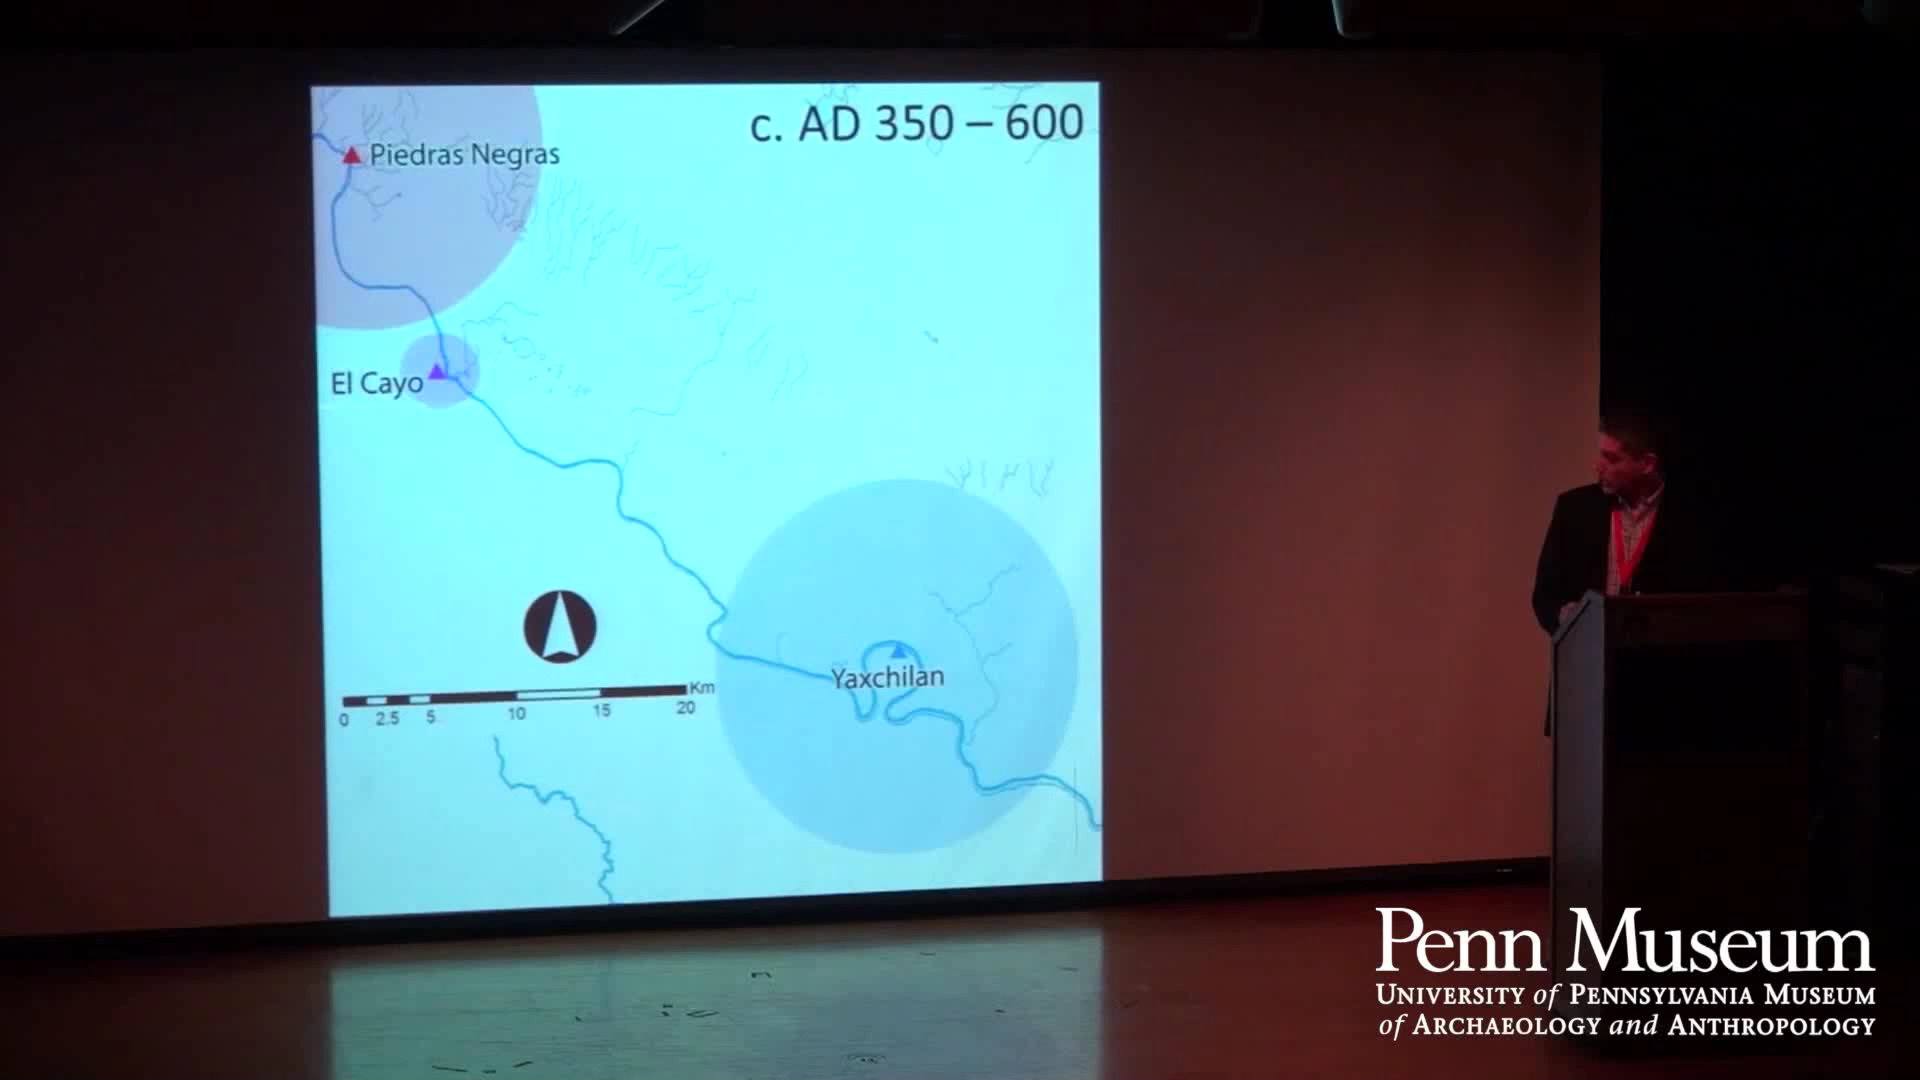 c. AD 350 – 600
Piedras Negras
El Cayo
Yaxchilan
Km
0 2.5 5 10 15 20
Penn Museum
UNIVERSITY of PENNSYLVANIA MUSEUM
of ARCHAEOLOGY and ANTHROPOLOGY